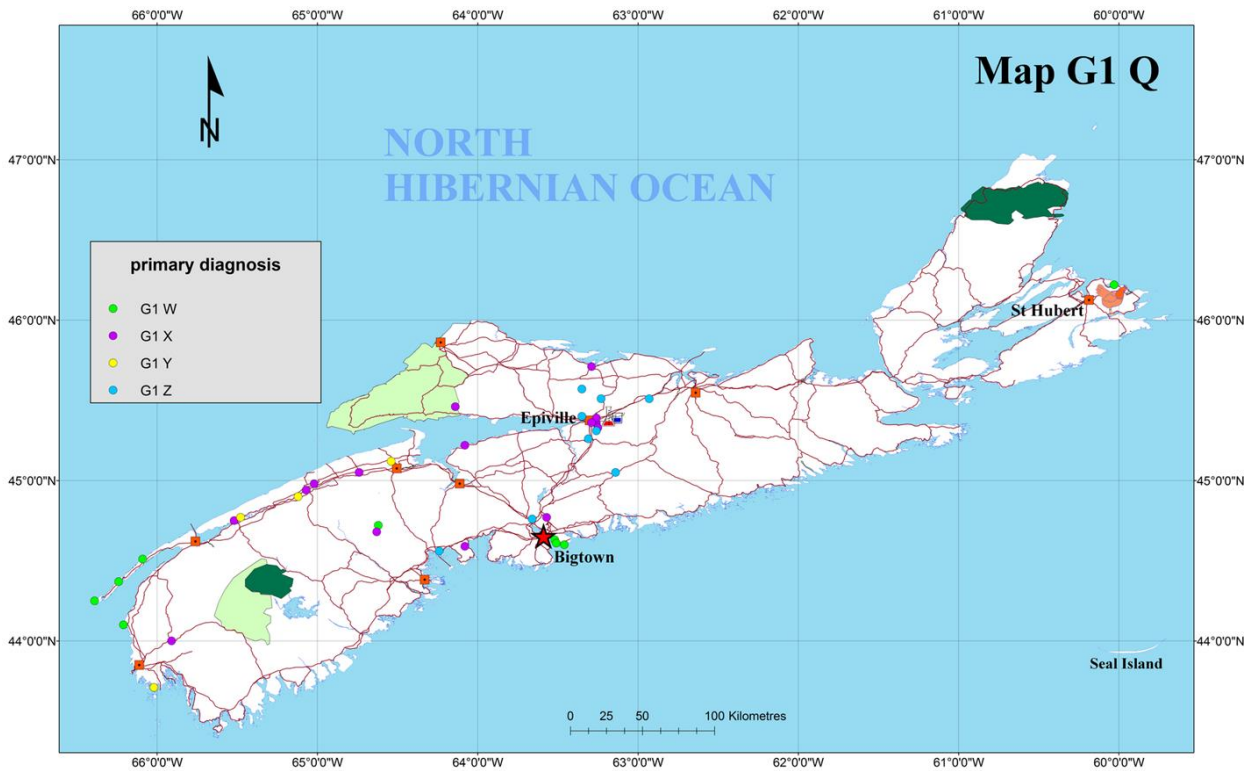 66°0'0"W 65°0'0"W 64°0'0"W 63°0'0"W 62°0'0"W 61°0'0"W 60°0'0"W
Map G1 Q
N
NORTH
HIBERNIAN OCEAN
47°0'0"N 47°0'0"N
primary diagnosis
G1 W
G1 X
G1 Y
G1 Z
St Hubert
46°0'0"N 46°0'0"N
Epiville
45°0'0"N 45°0'0"N
Bigtown
44°0'0"N 44°0'0"N
Seal Island
0 25 50 100 Kilometres
66°0'0"W 65°0'0"W 64°0'0"W 63°0'0"W 62°0'0"W 61°0'0"W 60°0'0"W